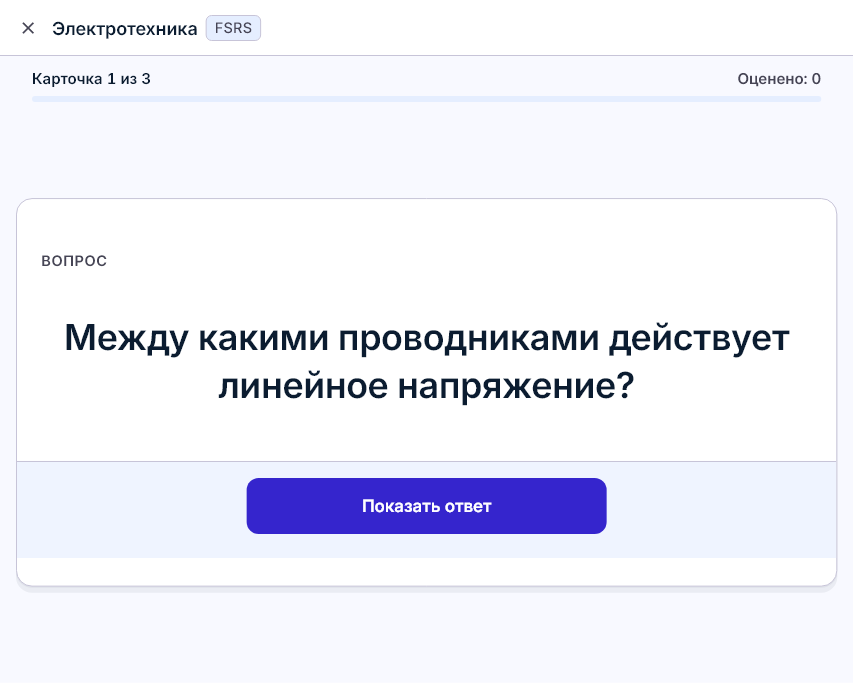 Электротехника FSRS
Карточка 1 из 3
Оценено: 0
ВОПРОС
Между какими проводниками действует
линейное напряжение?
Показать ответ